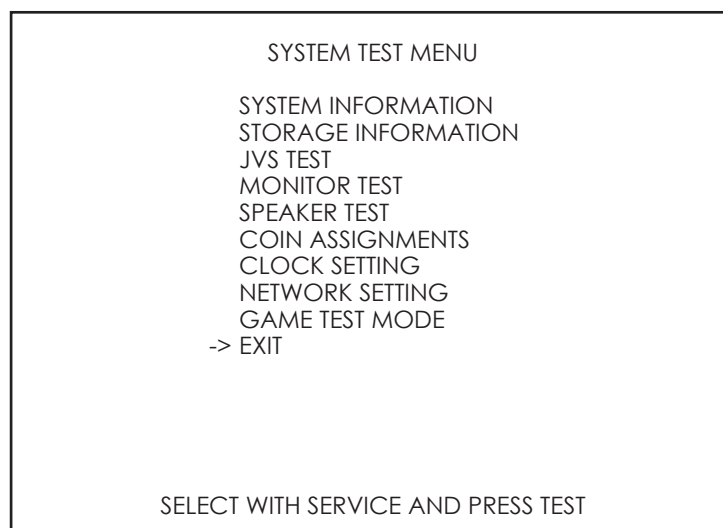 SYSTEM TEST MENU
SYSTEM INFORMATION
STORAGE INFORMATION
JVS TEST
MONITOR TEST
SPEAKER TEST
COIN ASSIGNMENTS
CLOCK SETTING
NETWORK SETTING
GAME TEST MODE
-> EXIT
SELECT WITH SERVICE AND PRESS TEST